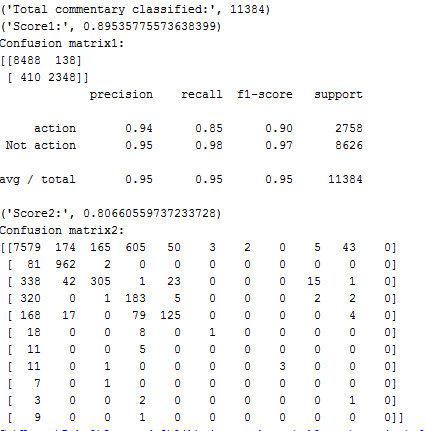 ('Total commentary classified:', 11384)
('Score1:', 0.89535775573638399)
Confusion matrix1:
[[8488 138]
[ 410 2348]]
precision recall f1-score support
action 0.94 0.85 0.90 2758
Not action 0.95 0.98 0.97 8626
avg / total 0.95 0.95 0.95 11384
('Score2:', 0.80660559737233728)
Confusion matrix2:
[[7579 174 165 605 50 3 2 0 5 43 0]
[ 81 962 2 0 0 0 0 0 0 0 0]
[ 338 42 305 1 23 0 0 0 15 1 0]
[ 320 0 1 183 5 0 0 0 2 2 0]
[ 168 17 0 79 125 0 0 0 0 4 0]
[ 18 0 0 8 0 1 0 0 0 0 0]
[ 11 0 0 5 0 0 0 0 0 0 0]
[ 11 0 1 0 0 0 0 3 0 0 0]
[ 7 0 1 0 0 0 0 0 0 0 0]
[ 3 0 0 2 0 0 0 0 0 1 0]
[ 9 0 0 1 0 0 0 0 0 0 0]]